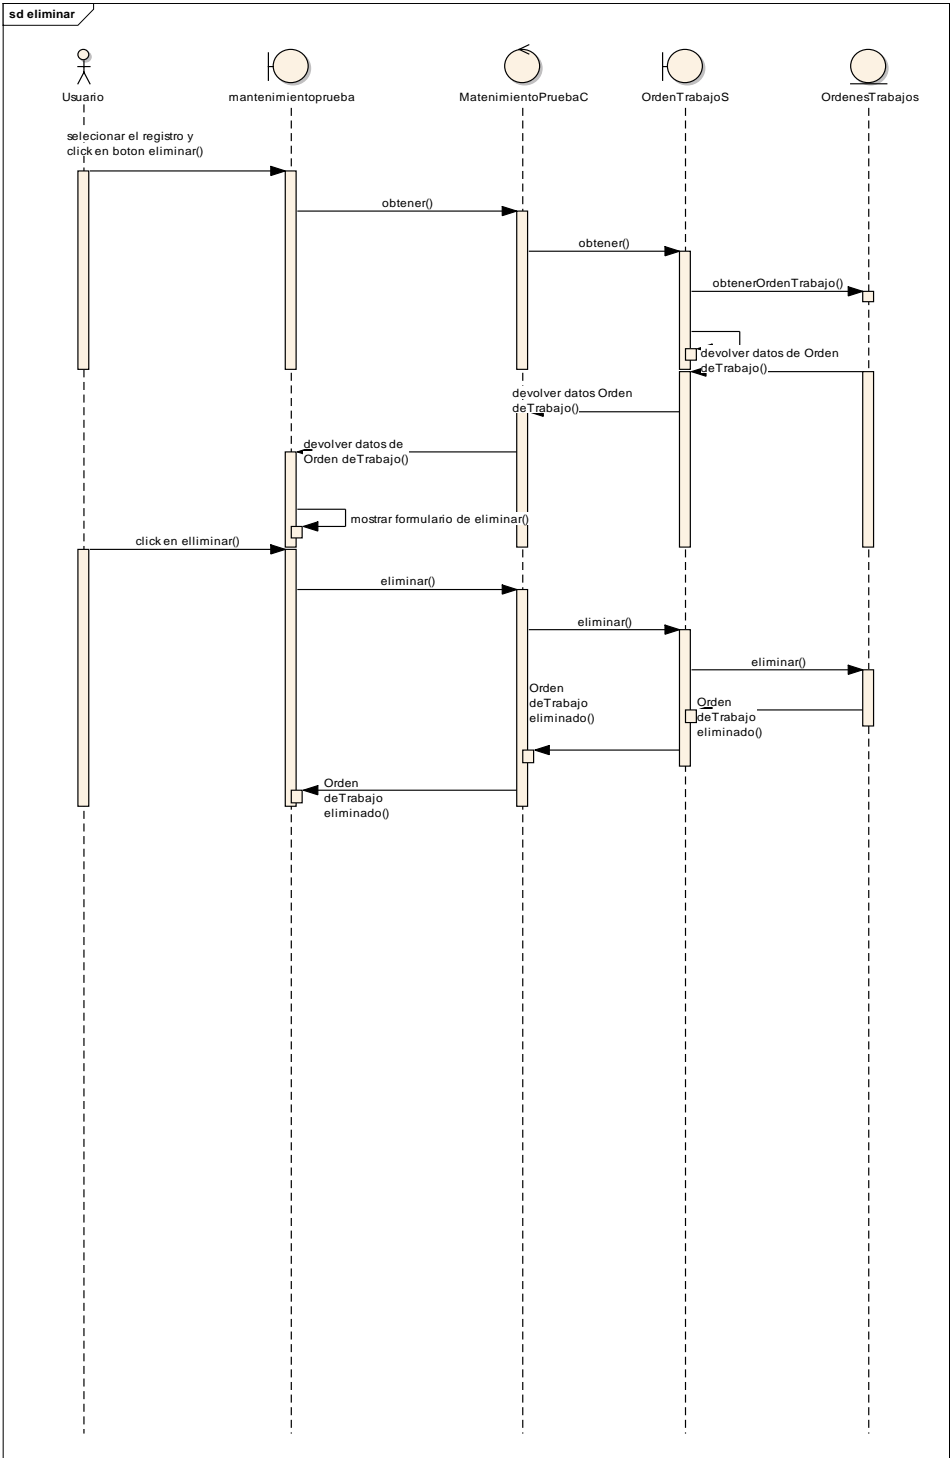 sd eliminar
Usuario
mantenimientoprueba
MatenimientoPruebaC
OrdenTrabajoS
OrdenesTrabajos
selecionar el registro y
click en boton eliminar()
obtener()
obtener()
obtenerOrdenTrabajo()
devolver datos de Orden
deTrabajo()
devolver datos Orden
deTrabajo()
devolver datos de
Orden deTrabajo()
mostrar formulario de eliminar()
click en elliminar()
eliminar()
eliminar()
eliminar()
Orden
deTrabajo
eliminado()
Orden
deTrabajo
eliminado()
Orden
deTrabajo
eliminado()